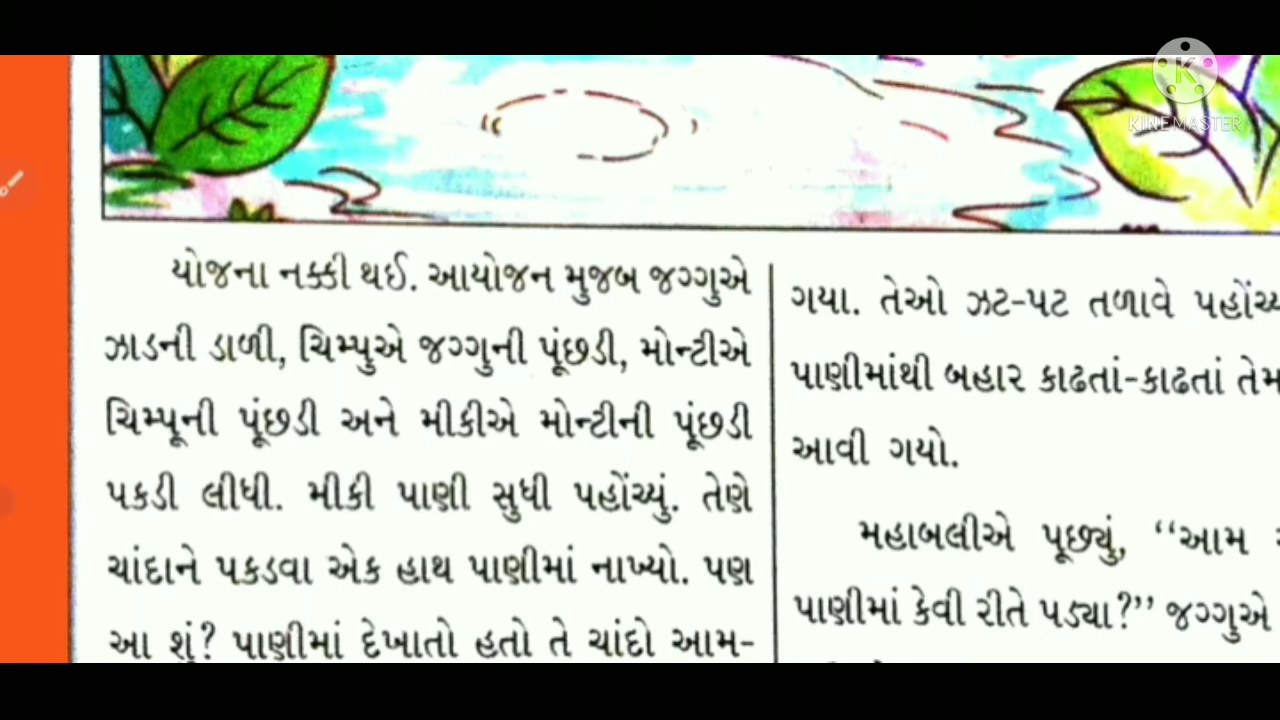 KINEMASTER
યોજના નક્કી થઈ. આયોજન મુજબ જગ્ગુએ
ઝાડની ડાળી, ચિમ્પુએ જગ્ગુની પૂંછડી, મોન્ટીએ
ચિમ્પૂની પૂંછડી અને મીકીએ મોન્ટીની પૂંછડી
પકડી લીધી. મીકી પાણી સુધી પહોંચ્યું. તેણે
ચાંદાને પકડવા એક હાથ પાણીમાં નાખ્યો. પણ
આ શું? પાણીમાં દેખાતો હતો તે ચાંદો આમ-
ગયા. તેઓ ઝટ-પટ તળાવે
પાણીમાંથી બહાર કાઢતાં-કાઢતાં
આવી ગયો.
મહાબલીએ પૂછ્યું, “આમ
પાણીમાં કેવી રીતે પડ્યા?” જગ્ગુએ